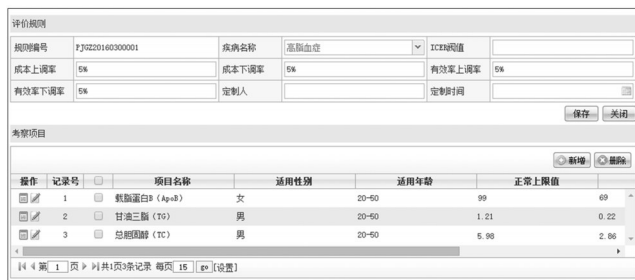 评价规则
规则编号 PJGZ20160300001 疾病名称 高脂血症 ICER阈值
成本上调率 5% 成本下调率 5% 有效率上调率 5%
有效率下调率 5% 定制人 定制时间
保存 关闭
考察项目
新增 删除
操作 记录号 项目名称 适用性别 适用年龄 正常上限值
1 载脂蛋白B（ApoB） 女 20-50 99 69
2 甘油三脂（TG） 男 20-50 1.21 0.22
3 总胆固醇（TC） 男 20-50 5.98 2.86
第 1 页 共1页3条记录 每页 15 go [设置]